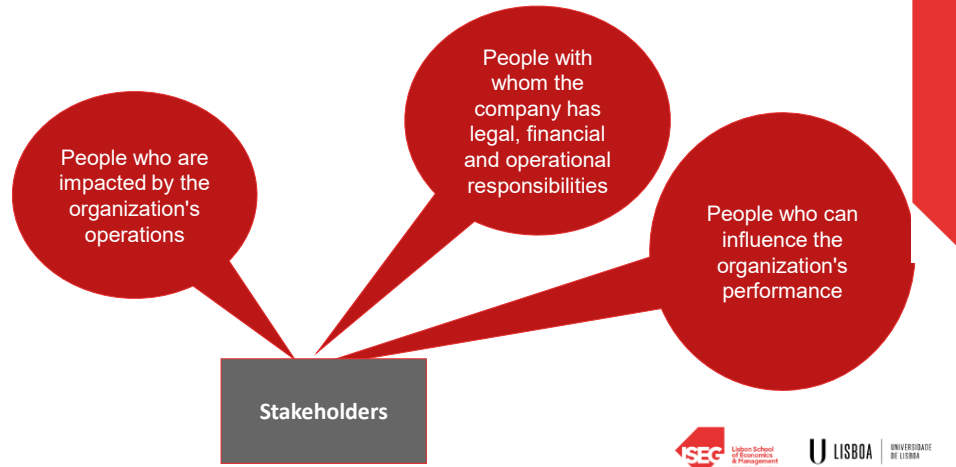 People who are
impacted by the
organization's
operations
People with
whom the
company has
legal, financial
and operational
responsibilities
People who can
influence the
organization's
performance
Stakeholders
ISEG
Lisbon School
of Economics
& Management
U LISBOA
UNIVERSIDADE
DE LISBOA